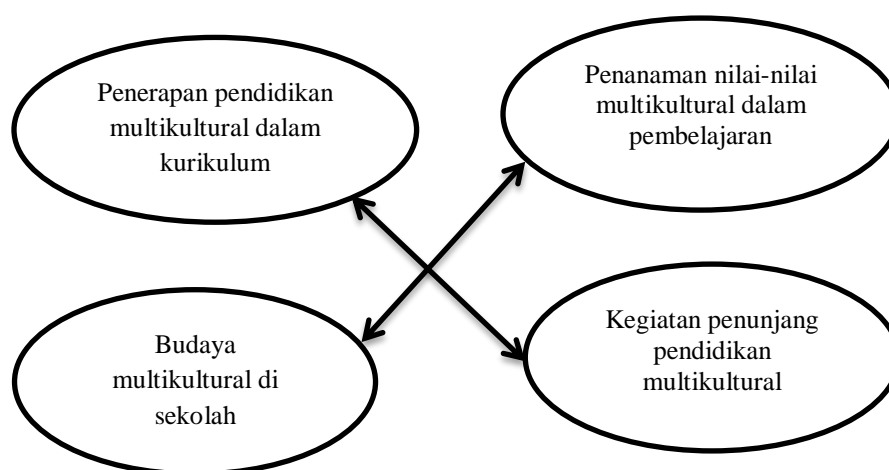 Penerapan pendidikan
multikultural dalam
kurikulum
Penanaman nilai-nilai
multikultural dalam
pembelajaran
Budaya
multikultural di
sekolah
Kegiatan penunjang
pendidikan
multikultural